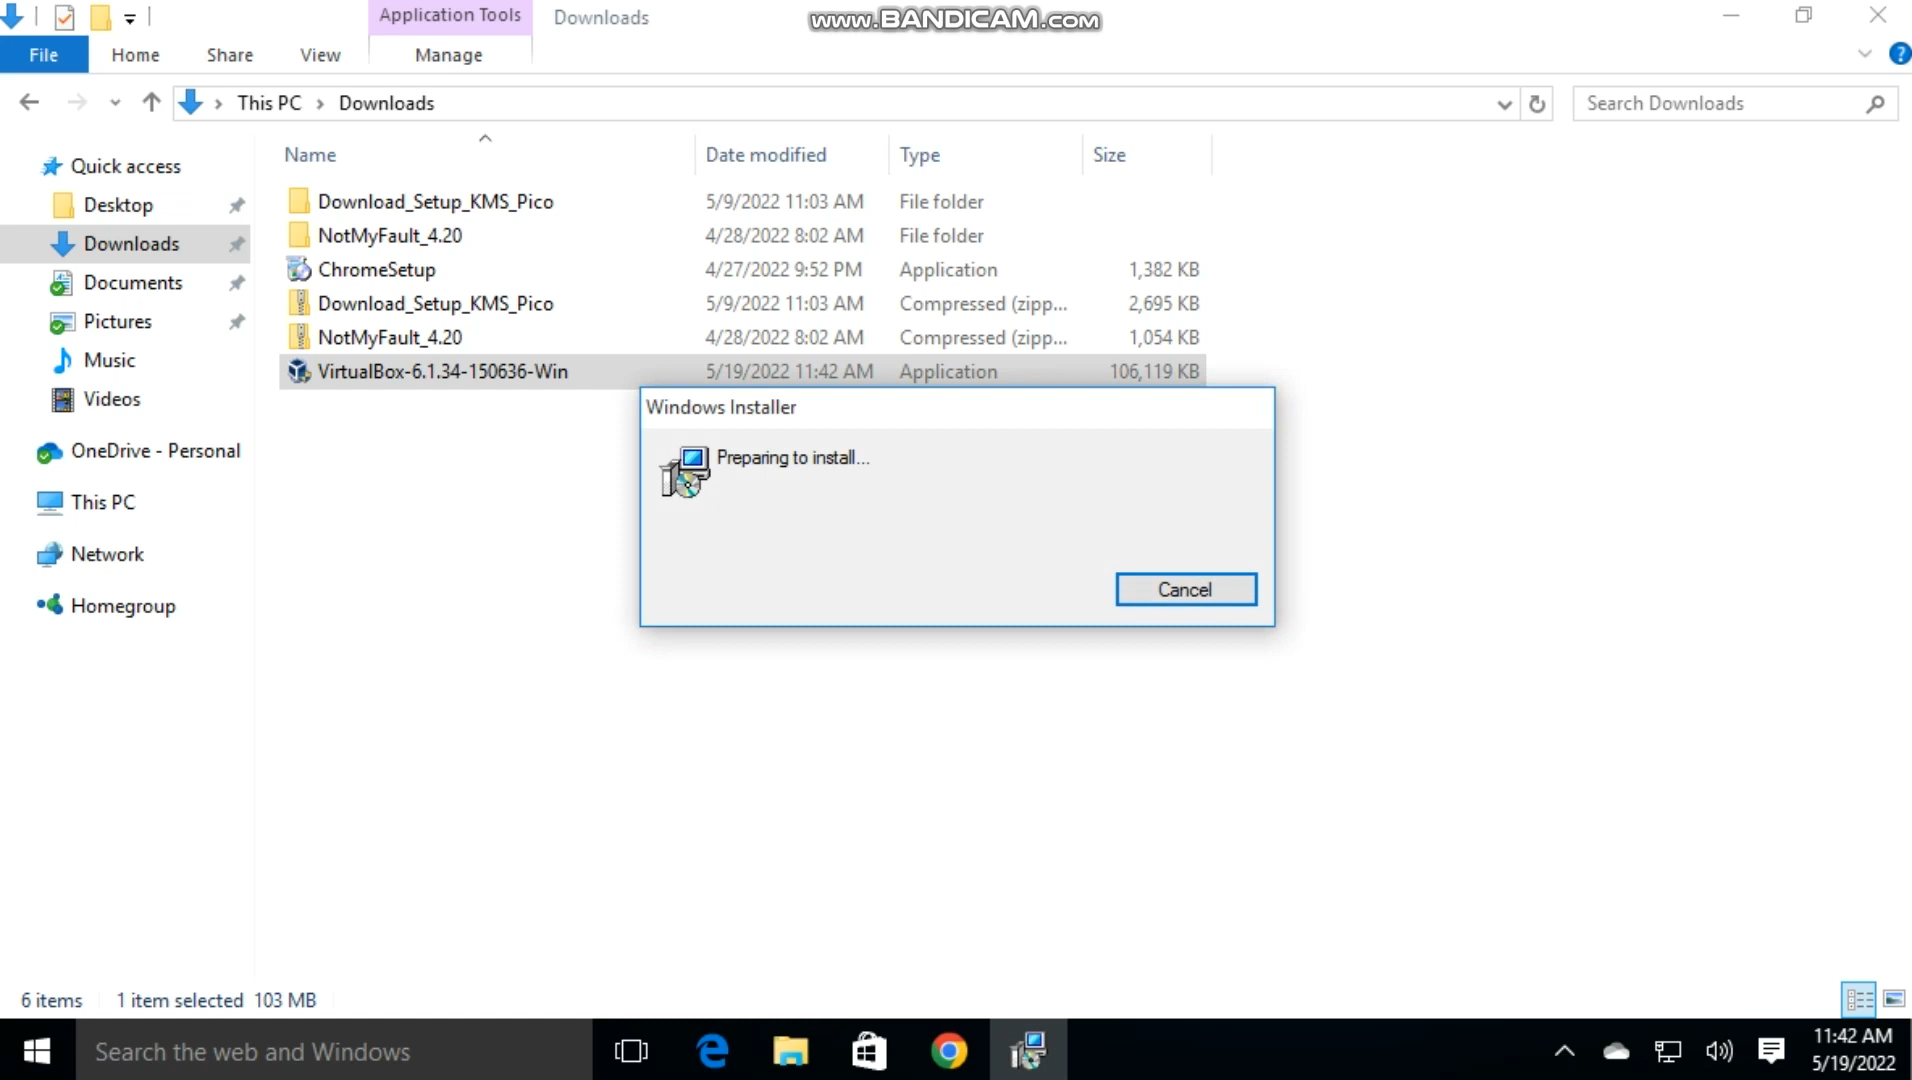 Application Tools
Downloads
www.BANDICAM.com
File
Home
Share
View
Manage
This PC
Downloads
Search Downloads
Name
Date modified
Type
Size
Quick access
Desktop
Downloads
Documents
Pictures
Music
Videos
OneDrive - Personal
This PC
Network
Homegroup
Download_Setup_KMS_Pico 5/9/2022 11:03 AM File folder
NotMyFault_4.20 4/28/2022 8:02 AM File folder
ChromeSetup 4/27/2022 9:52 PM Application 1,382 KB
Download_Setup_KMS_Pico 5/9/2022 11:03 AM Compressed (zipp... 2,695 KB
NotMyFault_4.20 4/28/2022 8:02 AM Compressed (zipp... 1,054 KB
VirtualBox-6.1.34-150636-Win 5/19/2022 11:42 AM Application 106,119 KB
Windows Installer
Preparing to install...
Cancel
6 items 1 item selected 103 MB
Search the web and Windows
11:42 AM
5/19/2022